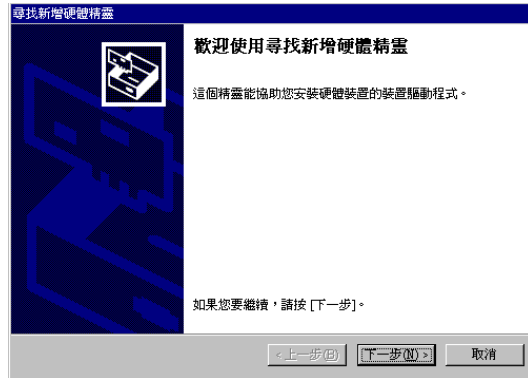 尋找新增硬體精靈
歡迎使用尋找新增硬體精靈
這個精靈能協助您安裝硬體裝置的裝置驅動程式。
如果您要繼續，請按 [下一步]。
<上一步(B) 下一步(N)> 取消